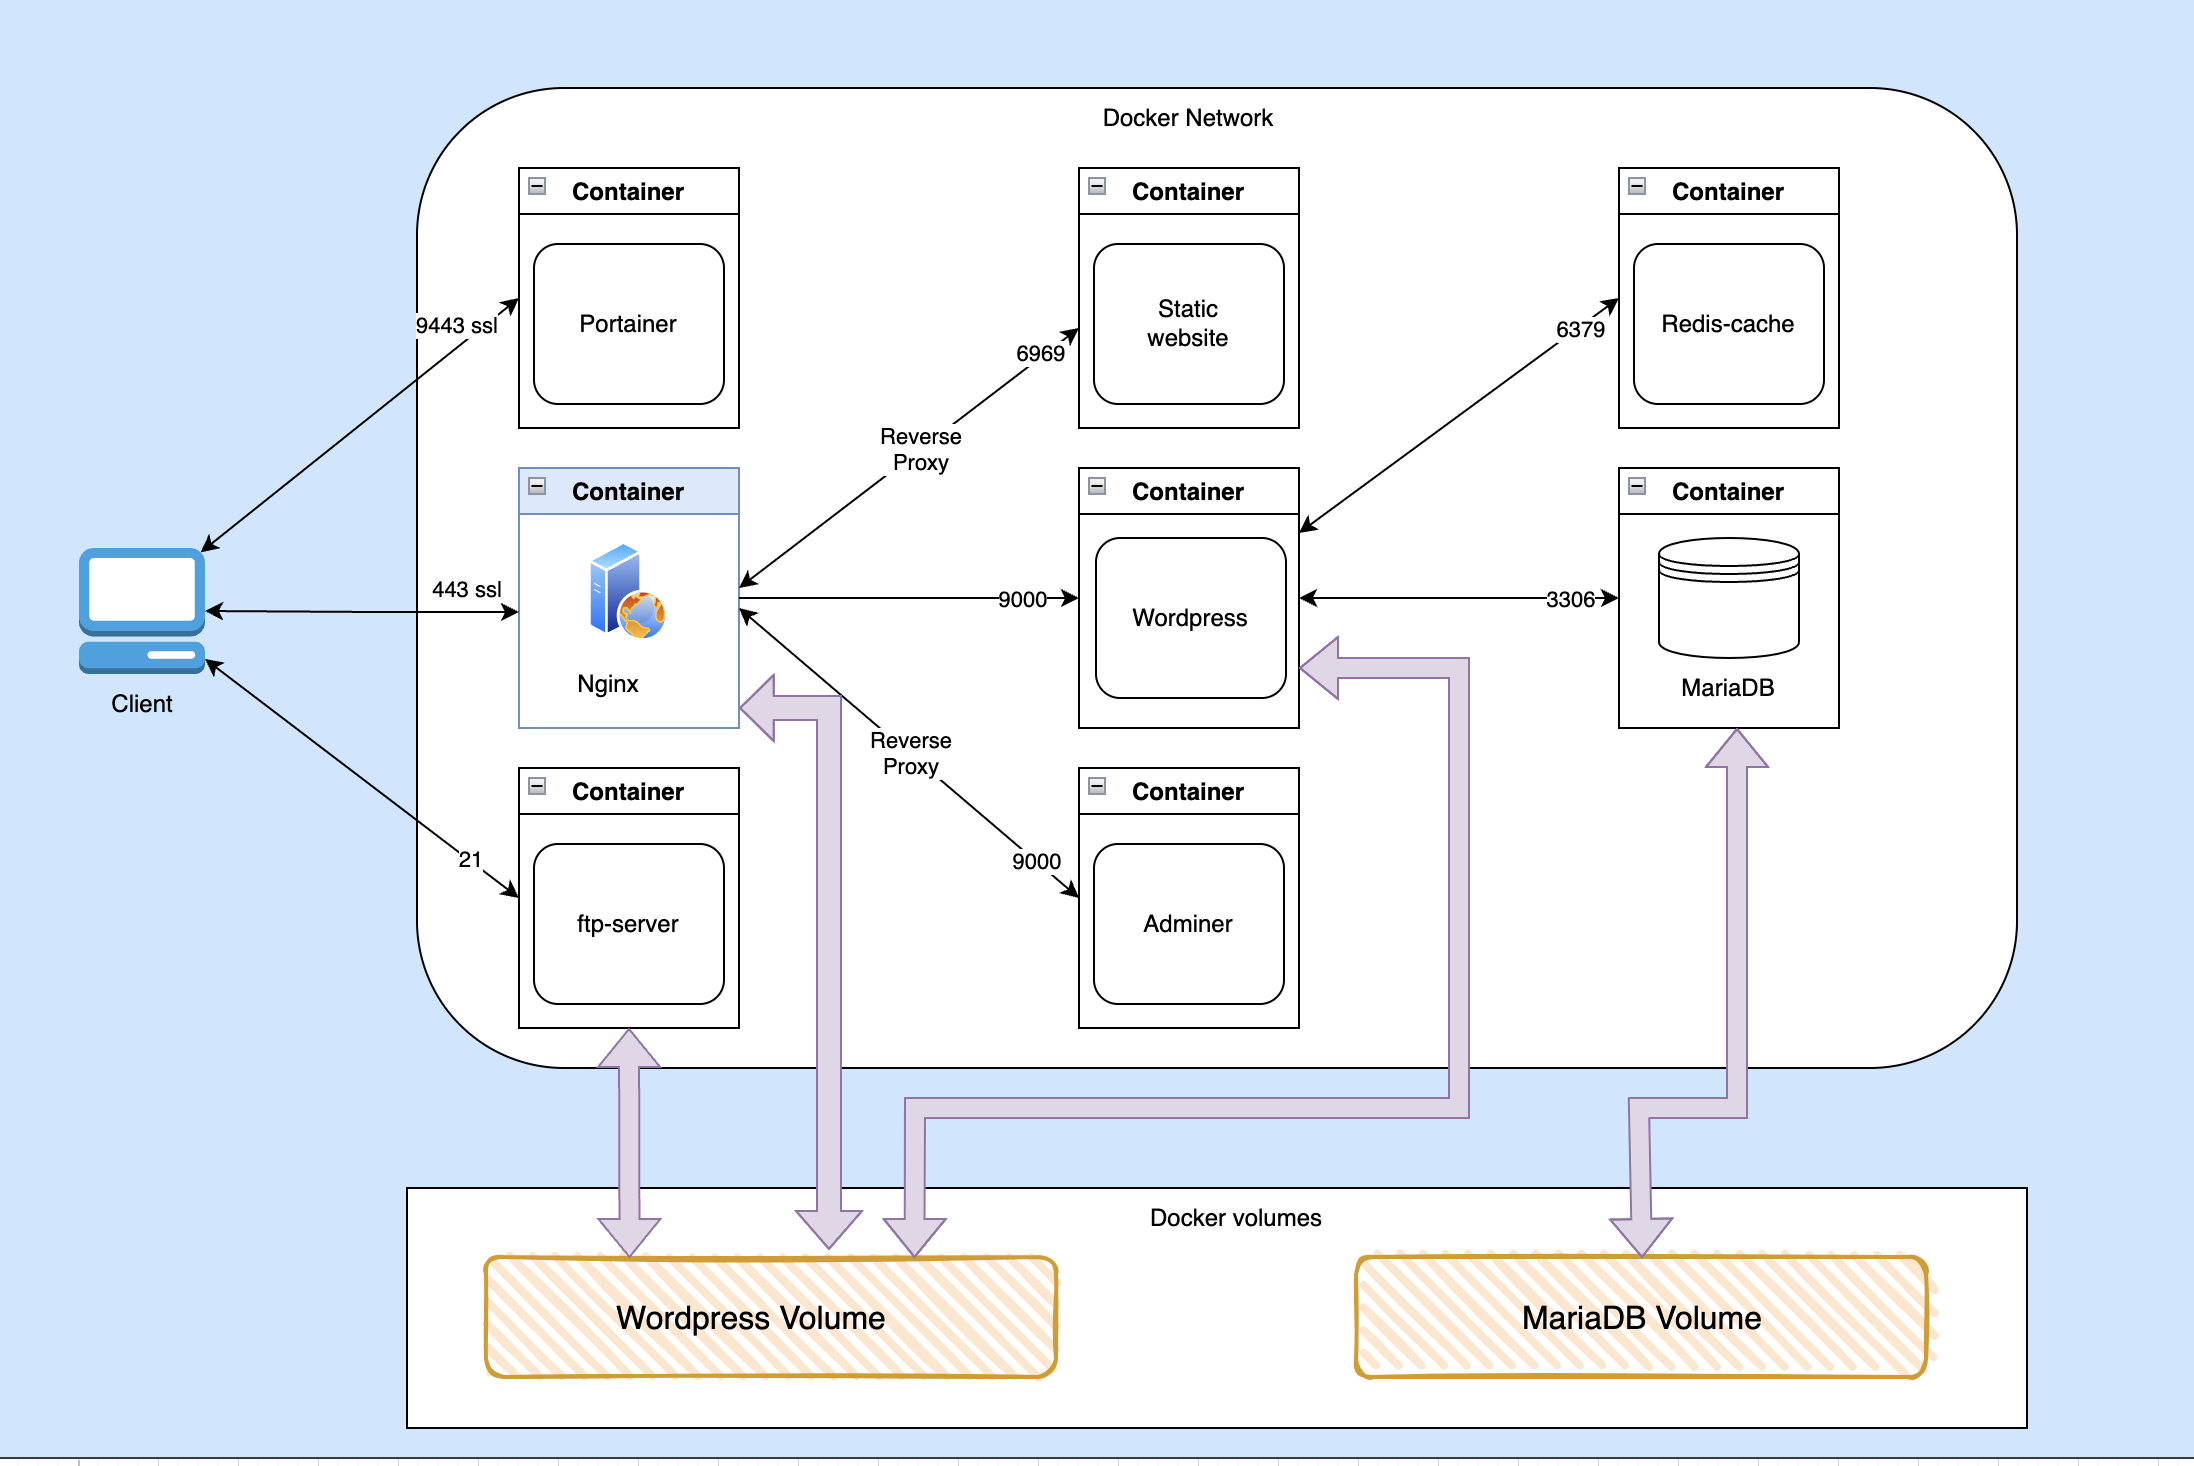 Docker Network
Container
Container
Container
Portainer
Static
website
Redis-cache
9443 ssl
6969
6379
Reverse
Proxy
Container
Container
Container
443 ssl
9000
3306
Wordpress
Nginx
MariaDB
Client
Reverse
Proxy
Container
Container
21
9000
ftp-server
Adminer
Docker volumes
Wordpress Volume
MariaDB Volume